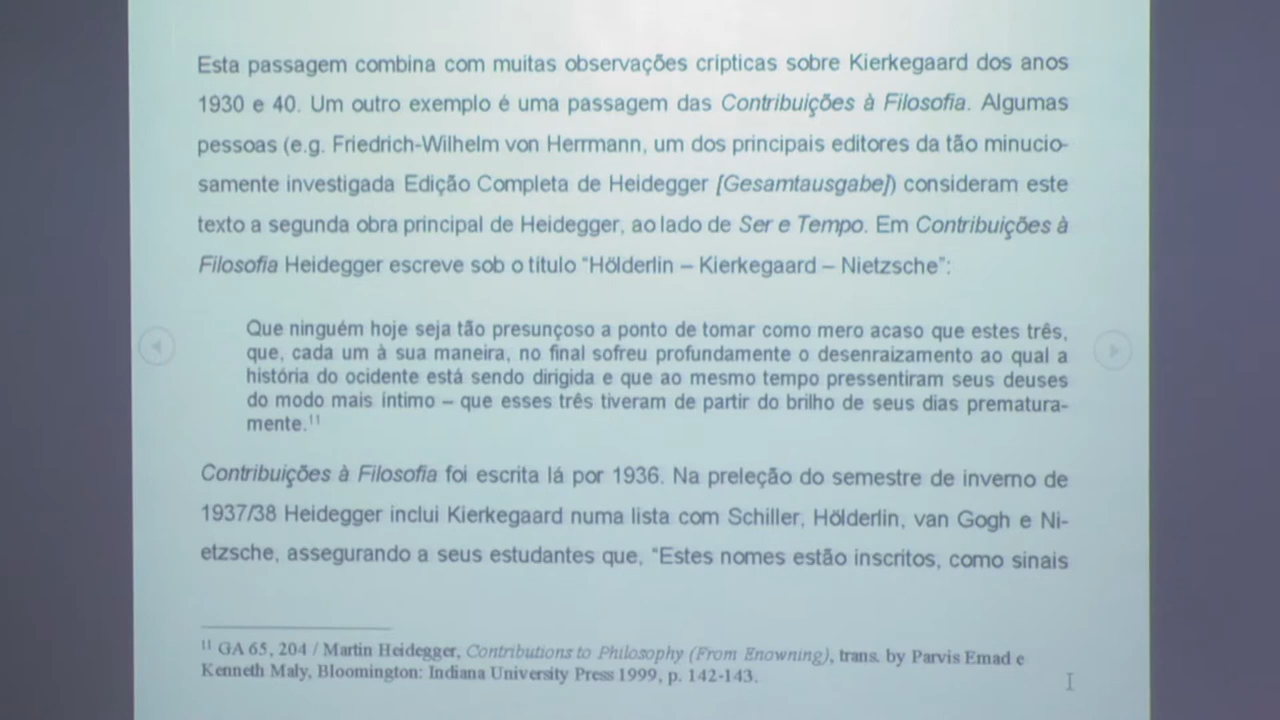 Esta passagem combina com muitas observações crípticas sobre Kierkegaard dos anos
1930 e 40. Um outro exemplo é uma passagem das Contribuições à Filosofia. Algumas
pessoas (e.g. Friedrich-Wilhelm von Herrmann, um dos principais editores da tão minucio-
samente investigada Edição Completa de Heidegger [Gesamtausgabe]) consideram este
texto a segunda obra principal de Heidegger, ao lado de Ser e Tempo. Em Contribuições à
Filosofia Heidegger escreve sob o título “Hölderlin – Kierkegaard – Nietzsche”:
Que ninguém hoje seja tão presunçoso a ponto de tomar como mero acaso que estes três,
que, cada um à sua maneira, no final sofreu profundamente o desenraizamento ao qual a
história do ocidente está sendo dirigida e que ao mesmo tempo pressentiram seus deuses
do modo mais íntimo – que esses três tiveram de partir do brilho de seus dias prematura-
mente.¹¹
Contribuições à Filosofia foi escrita lá por 1936. Na preleção do semestre de inverno de
1937/38 Heidegger inclui Kierkegaard numa lista com Schiller, Hölderlin, van Gogh e Ni-
etzsche, assegurando a seus estudantes que, “Estes nomes estão inscritos, como sinais
¹¹ GA 65, 204 / Martin Heidegger, Contributions to Philosophy (From Enowning), trans. by Parvis Emad e
Kenneth Maly, Bloomington: Indiana University Press 1999, p. 142-143.